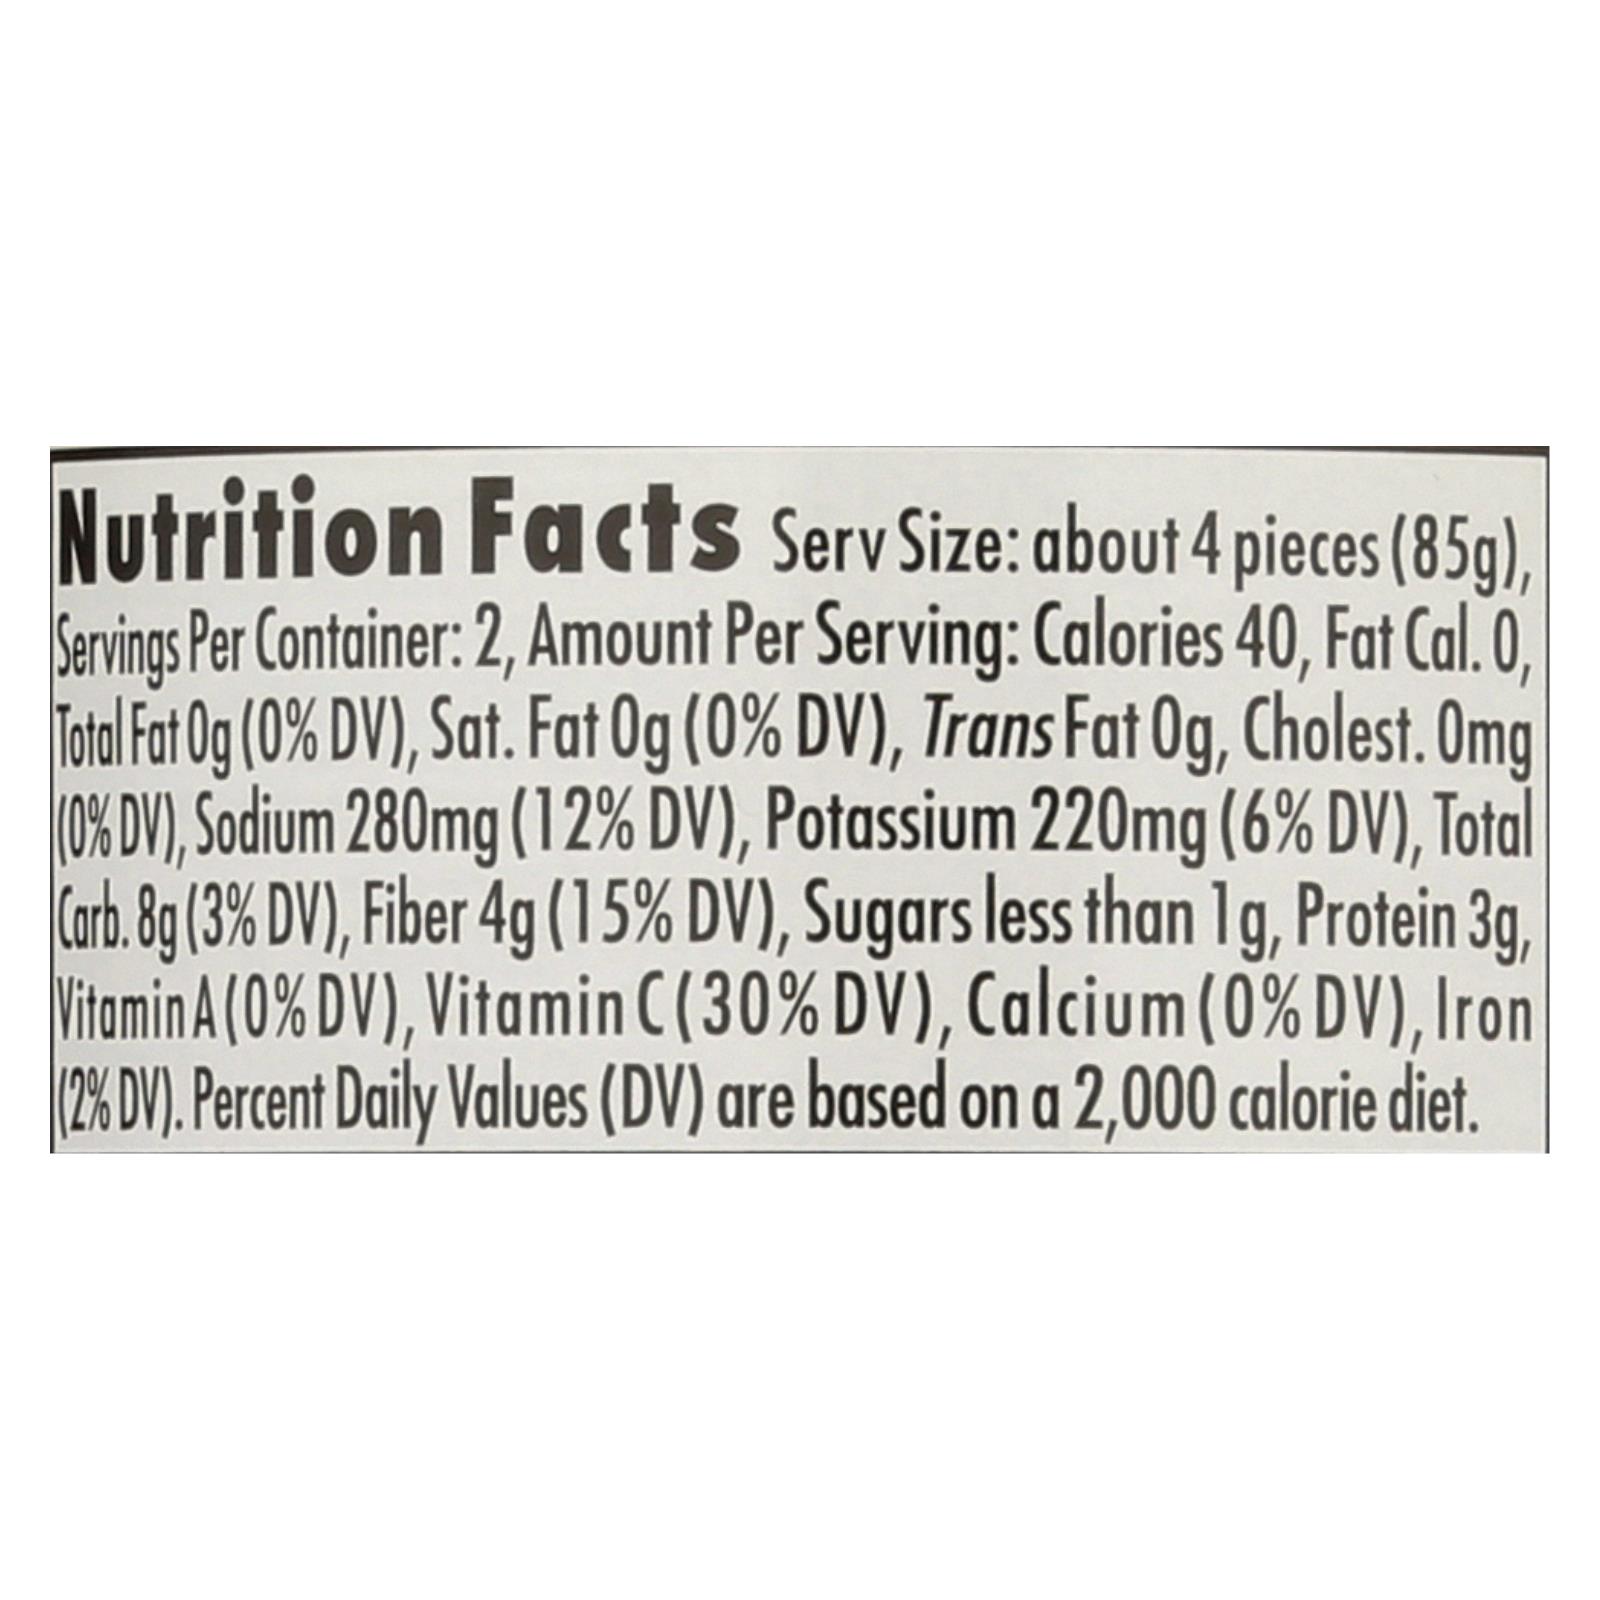 Nutrition Facts Serv Size: about 4 pieces (85g),
Servings Per Container: 2, Amount Per Serving: Calories 40, Fat Cal. 0,
Total Fat 0g (0% DV), Sat. Fat 0g (0% DV), Trans Fat 0g, Cholest. 0mg
(0% DV), Sodium 280mg (12% DV), Potassium 220mg (6% DV), Total
Carb. 8g (3% DV), Fiber 4g (15% DV), Sugars less than 1g, Protein 3g,
Vitamin A (0% DV), Vitamin C (30% DV), Calcium (0% DV), Iron
(2% DV). Percent Daily Values (DV) are based on a 2,000 calorie diet.